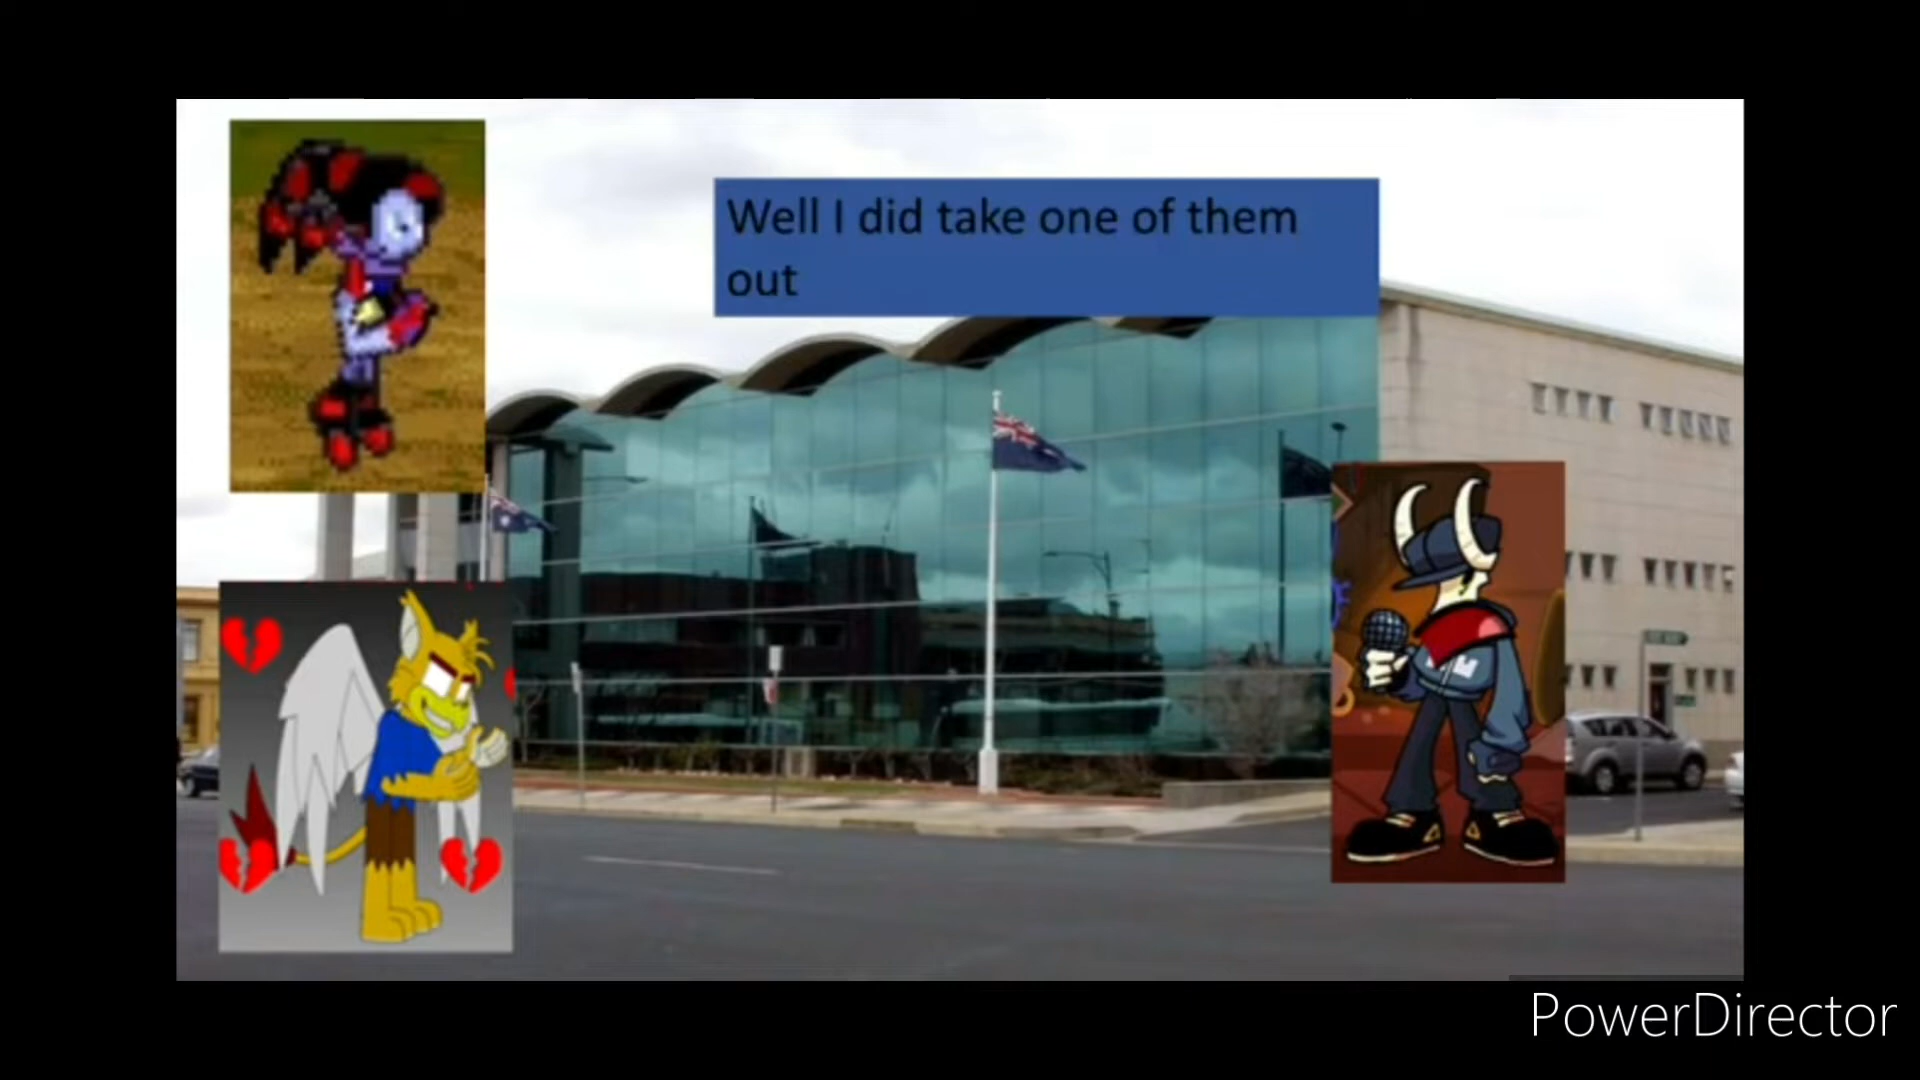 Well I did take one of them
out
PowerDirector